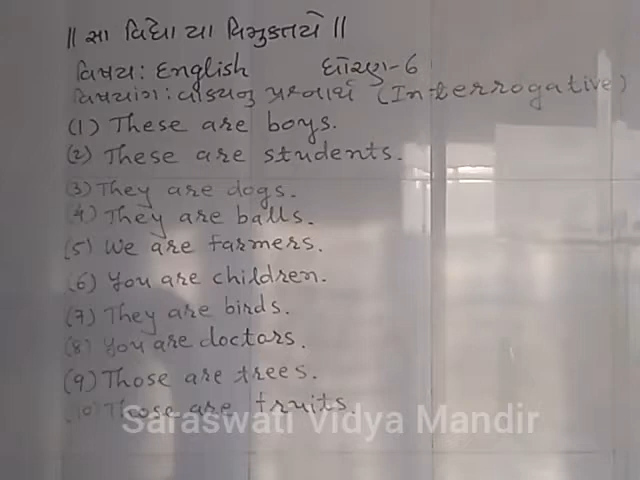 ॥ સા વિદ્યા યા વિમુક્તયે ॥
વિષય: English ધોરણ-6
વિષયાંગ: વાક્યનુ પ્રશ્નાર્થ (Interrogative)
(1) These are boys.
(2) These are students.
(3) They are dogs.
(4) They are balls.
(5) We are farmers.
(6) You are children.
(7) They are birds.
(8) You are doctors.
(9) Those are trees.
(10) Those are fruits.
Saraswati Vidya Mandir